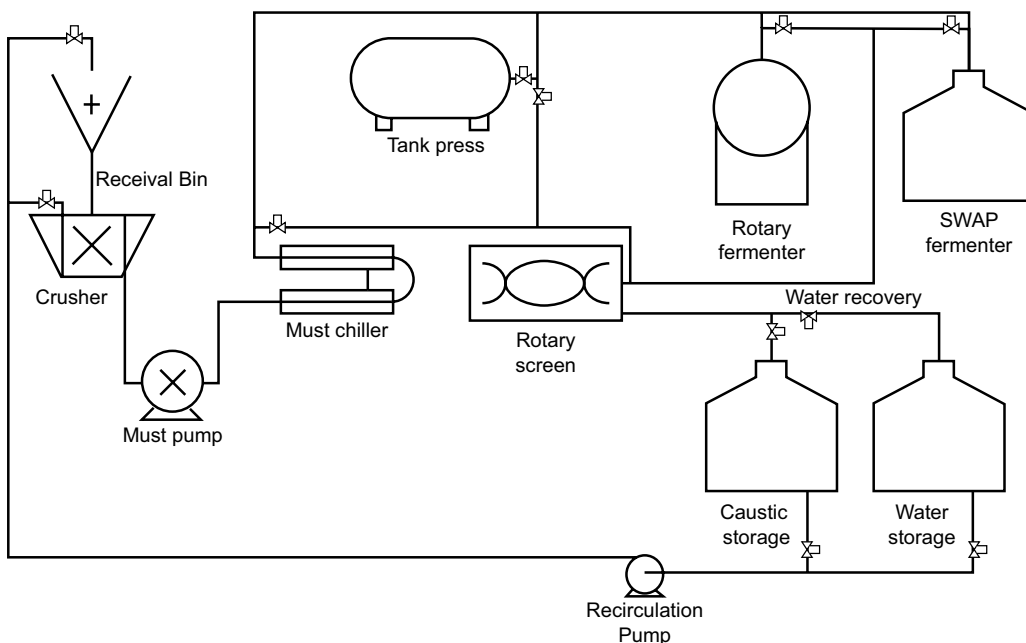 Tank press
Receival Bin
Rotary
fermenter
SWAP
fermenter
Crusher
Must chiller
Water recovery
Rotary
screen
Must pump
Caustic
storage
Water
storage
Recirculation
Pump